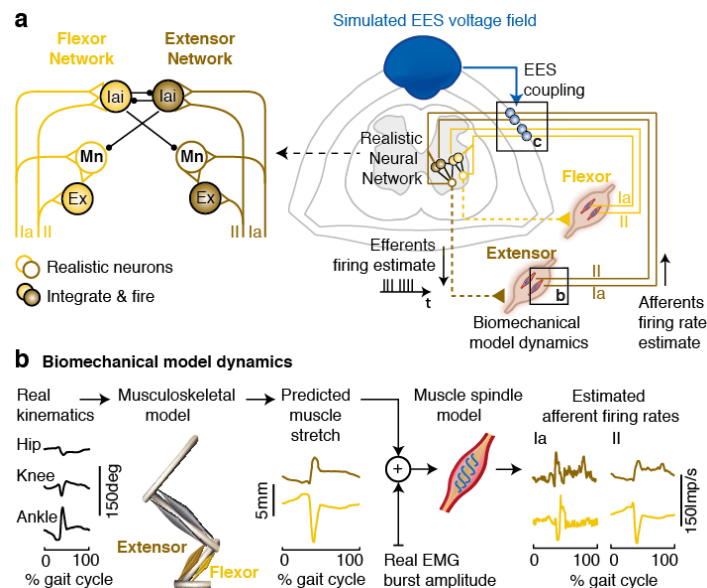 a
Flexor
Network
Extensor
Network
Iai
Iai
Mn
Mn
Ex
Ex
Ia
II
II
Ia
Realistic neurons
Integrate & fire
Simulated EES voltage field
EES
coupling
c
Realistic
Neural
Network
Flexor
Ia
II
Efferents
firing estimate
t
Extensor
II
Ia
b
Biomechanical
model dynamics
Afferents
firing rate
estimate
b Biomechanical model dynamics
Real
kinematics
Musculoskeletal
model
Predicted
muscle
stretch
Muscle spindle
model
Estimated
afferent firing rates
Hip
Knee
Ankle
150deg
0 100
% gait cycle
Extensor
Flexor
5mm
0 100
% gait cycle
+
Real EMG
burst amplitude
Ia
II
150Imp/s
0 100
0 100
% gait cycle